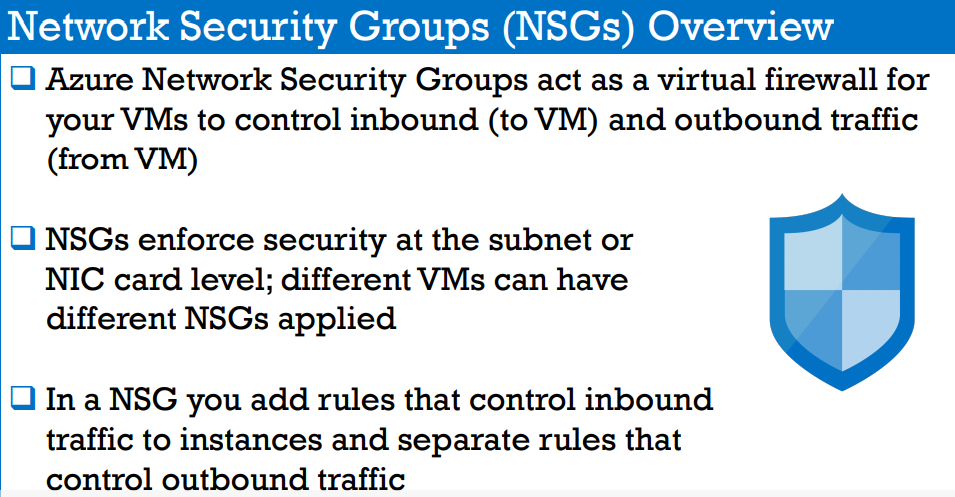 Network Security Groups (NSGs) Overview
❑ Azure Network Security Groups act as a virtual firewall for
your VMs to control inbound (to VM) and outbound traffic
(from VM)
❑ NSGs enforce security at the subnet or
NIC card level; different VMs can have
different NSGs applied
❑ In a NSG you add rules that control inbound
traffic to instances and separate rules that
control outbound traffic